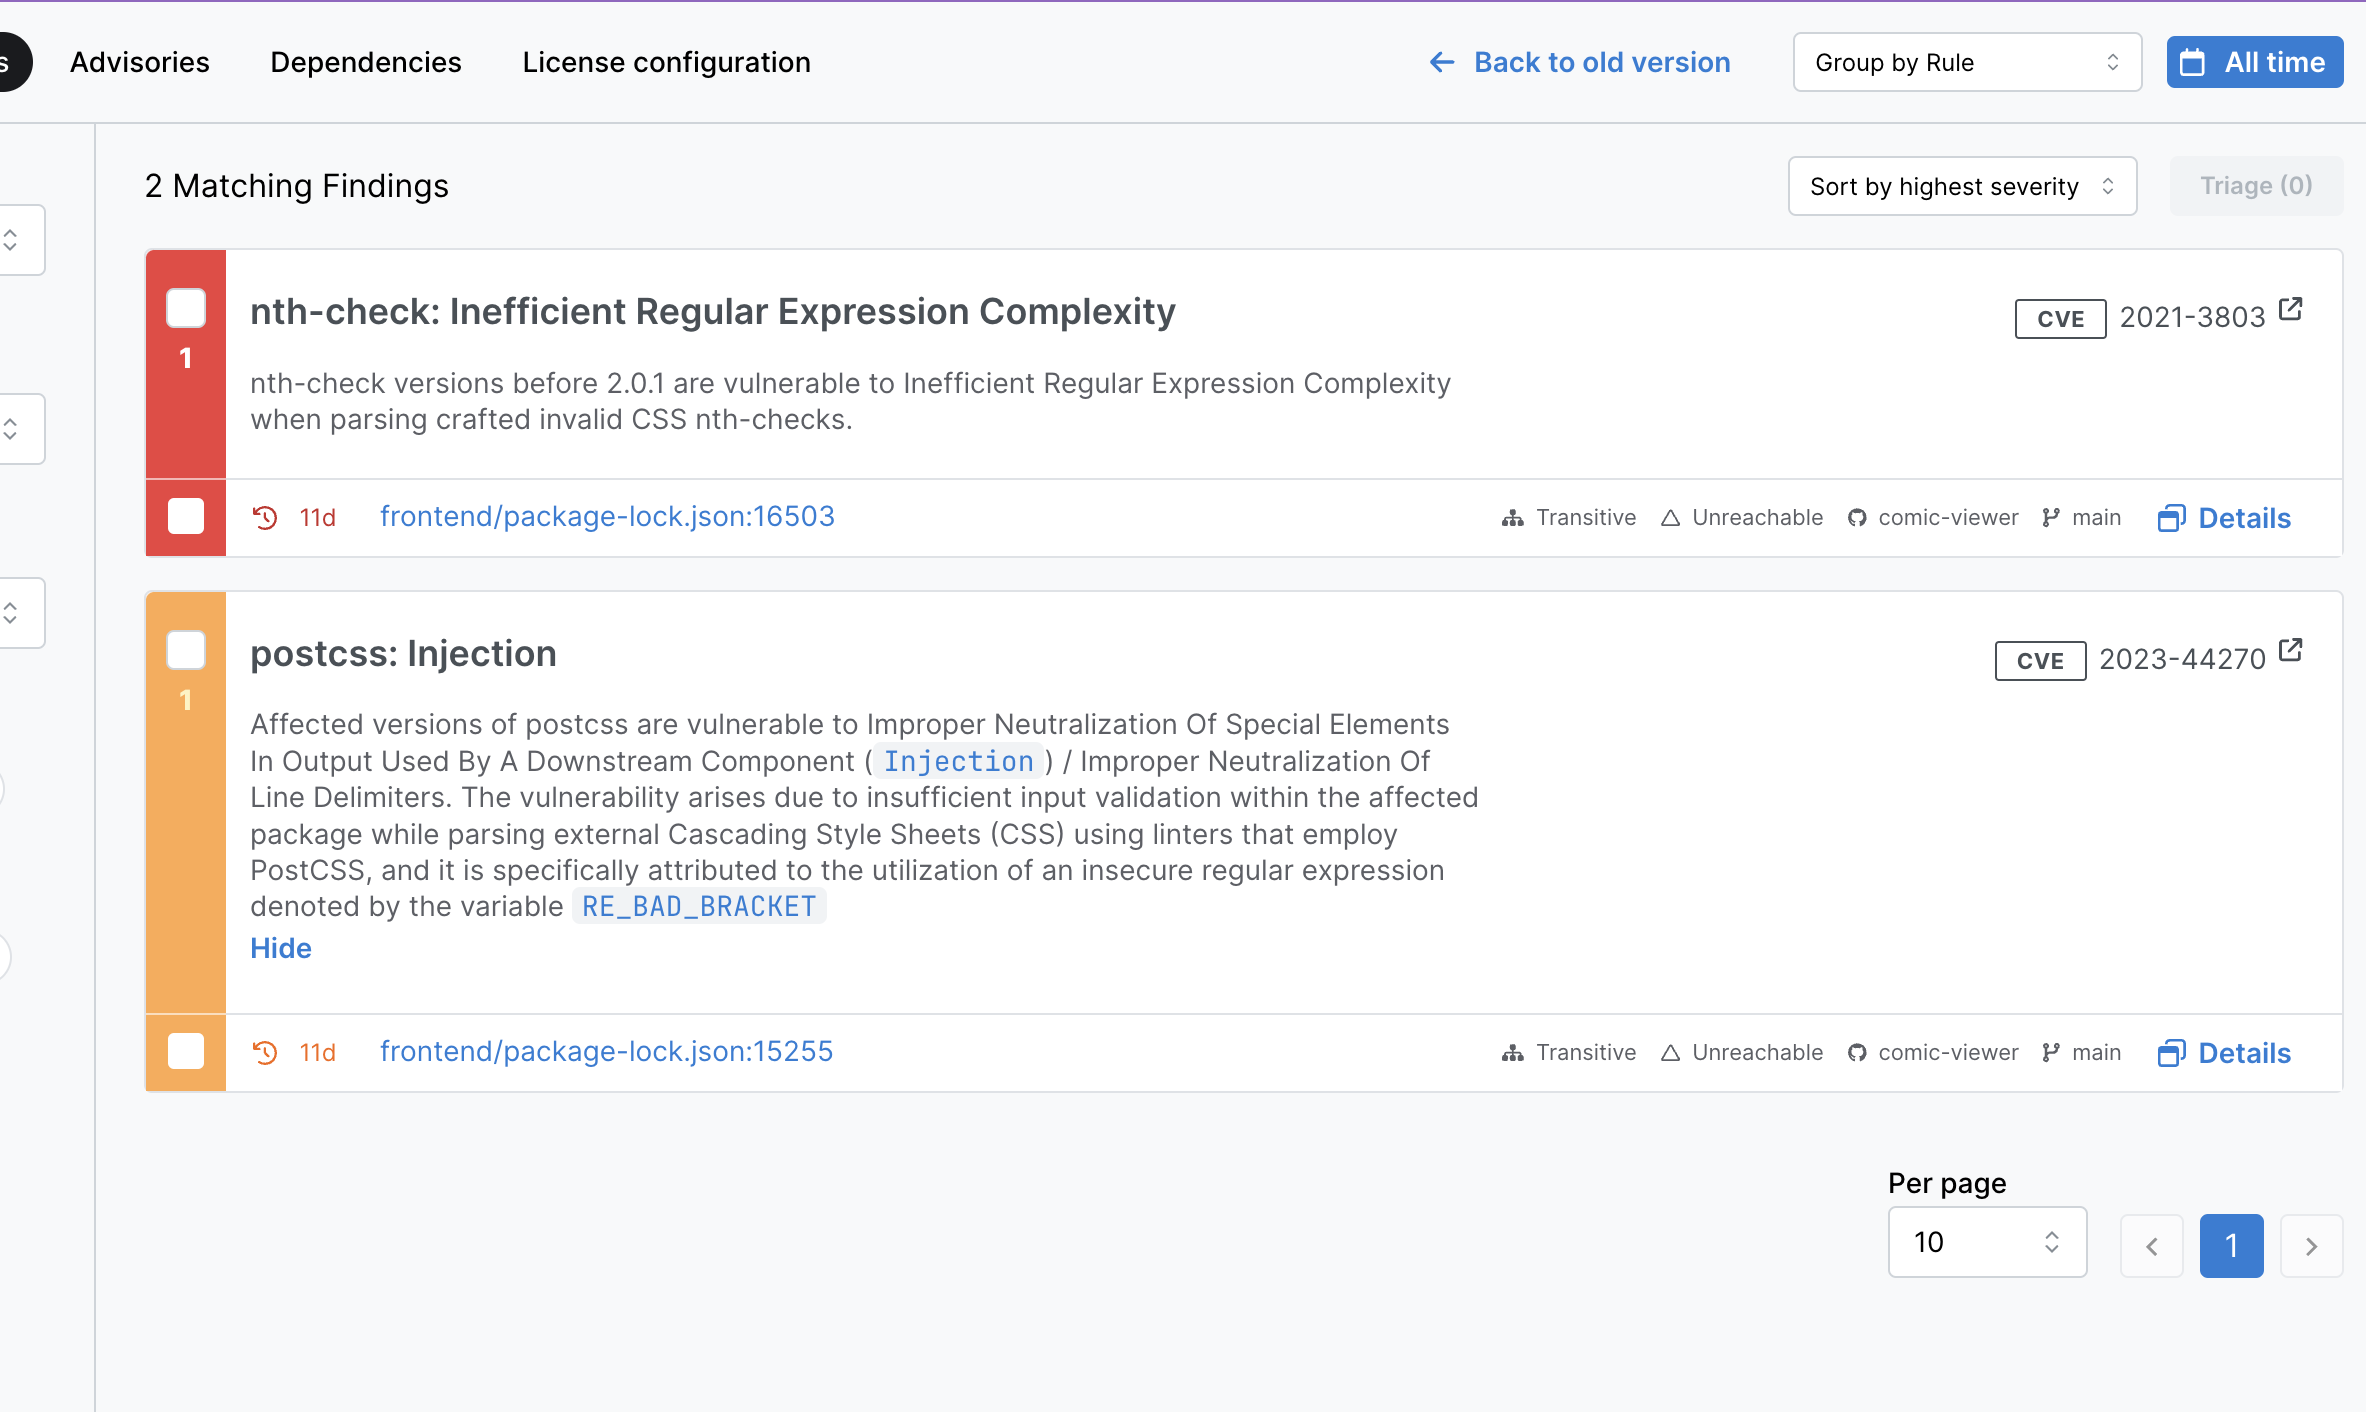 s
Advisories
Dependencies
License configuration
Back to old version
Group by Rule
All time
2 Matching Findings
Sort by highest severity
Triage (0)
1
nth-check: Inefficient Regular Expression Complexity
CVE 2021-3803
nth-check versions before 2.0.1 are vulnerable to Inefficient Regular Expression Complexity
when parsing crafted invalid CSS nth-checks.
11d frontend/package-lock.json:16503 Transitive Unreachable comic-viewer main Details
1
postcss: Injection
CVE 2023-44270
Affected versions of postcss are vulnerable to Improper Neutralization Of Special Elements
In Output Used By A Downstream Component ( Injection ) / Improper Neutralization Of
Line Delimiters. The vulnerability arises due to insufficient input validation within the affected
package while parsing external Cascading Style Sheets (CSS) using linters that employ
PostCSS, and it is specifically attributed to the utilization of an insecure regular expression
denoted by the variable RE_BAD_BRACKET
Hide
11d frontend/package-lock.json:15255 Transitive Unreachable comic-viewer main Details
Per page
10
1